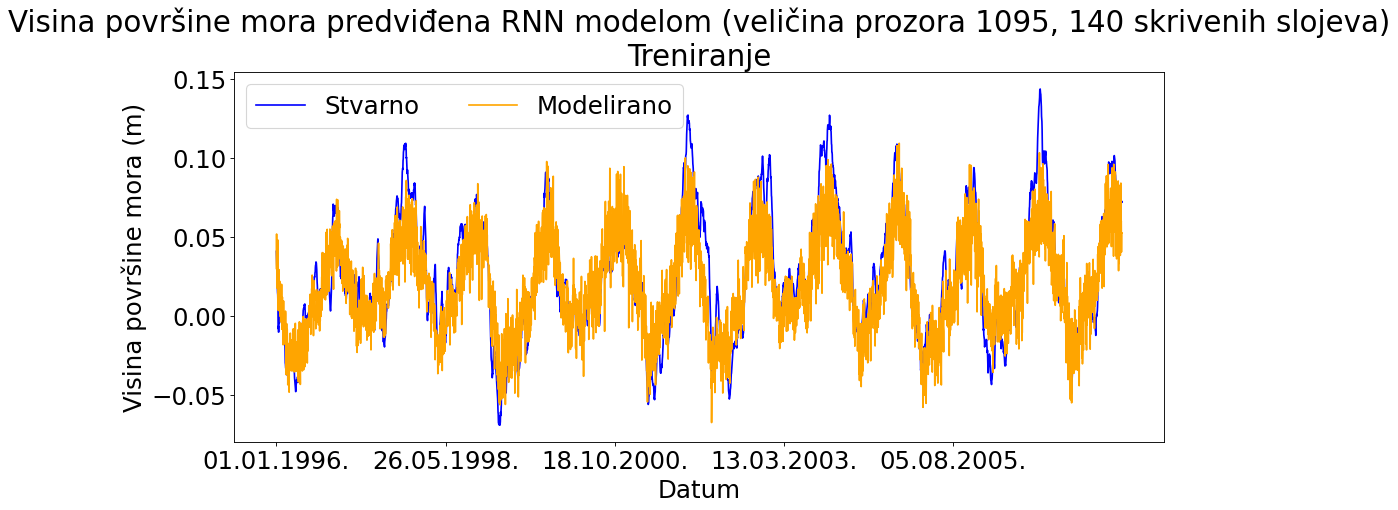 Visina površine mora predviđena RNN modelom (veličina prozora 1095, 140 skrivenih slojeva)
Treniranje
Stvarno
Modelirano
Visina površine mora (m)
0.15
0.10
0.05
0.00
−0.05
01.01.1996.
26.05.1998.
18.10.2000.
13.03.2003.
05.08.2005.
Datum